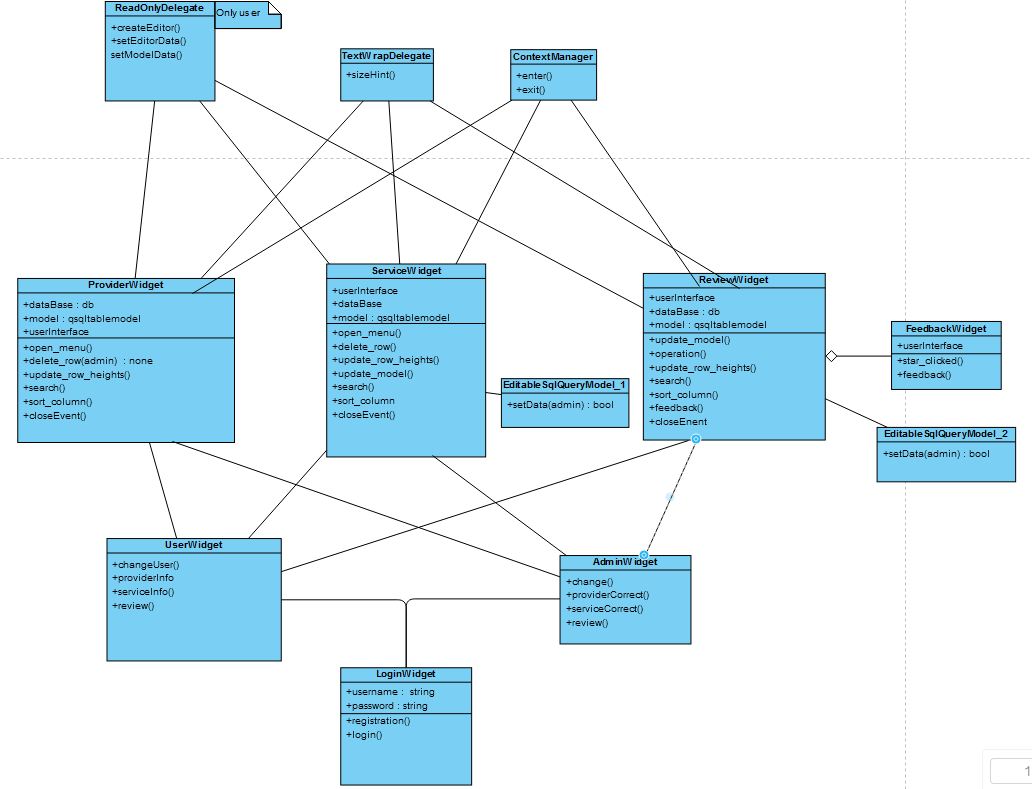 ReadOnlyDelegate
+createEditor()
+setEditorData()
setModelData()
Only user
TextWrapDelegate
+sizeHint()
ContextManager
+enter()
+exit()
ProviderWidget
+dataBase : db
+model : qsqltablemodel
+userinterface
+open_menu()
+delete_row(admin) : none
+update_row_heights()
+search()
+sort_column()
+closeEvent()
ServiceWidget
+userInterface
+dataBase
+model : qsqltablemodel
+open_menu()
+delete_row()
+update_row_heights()
+update_model()
+search()
+sort_column
+closeEvent()
EditableSqlQueryModel_1
+setData(admin) : bool
ReviewWidget
+userInterface
+dataBase : db
+model : qsqltablemodel
+update_model()
+operation()
+update_row_heights()
+search()
+sort_column()
+feedback()
+closeEnent
FeedbackWidget
+userInterface
+star_clicked()
+feedback()
EditableSqlQueryModel_2
+setData(admin) : bool
UserWidget
+changeUser()
+providerInfo
+serviceInfo()
+review()
AdminWidget
+change()
+providerCorrect()
+serviceCorrect()
+review()
LoginWidget
+username : string
+password : string
+registration()
+login()
1